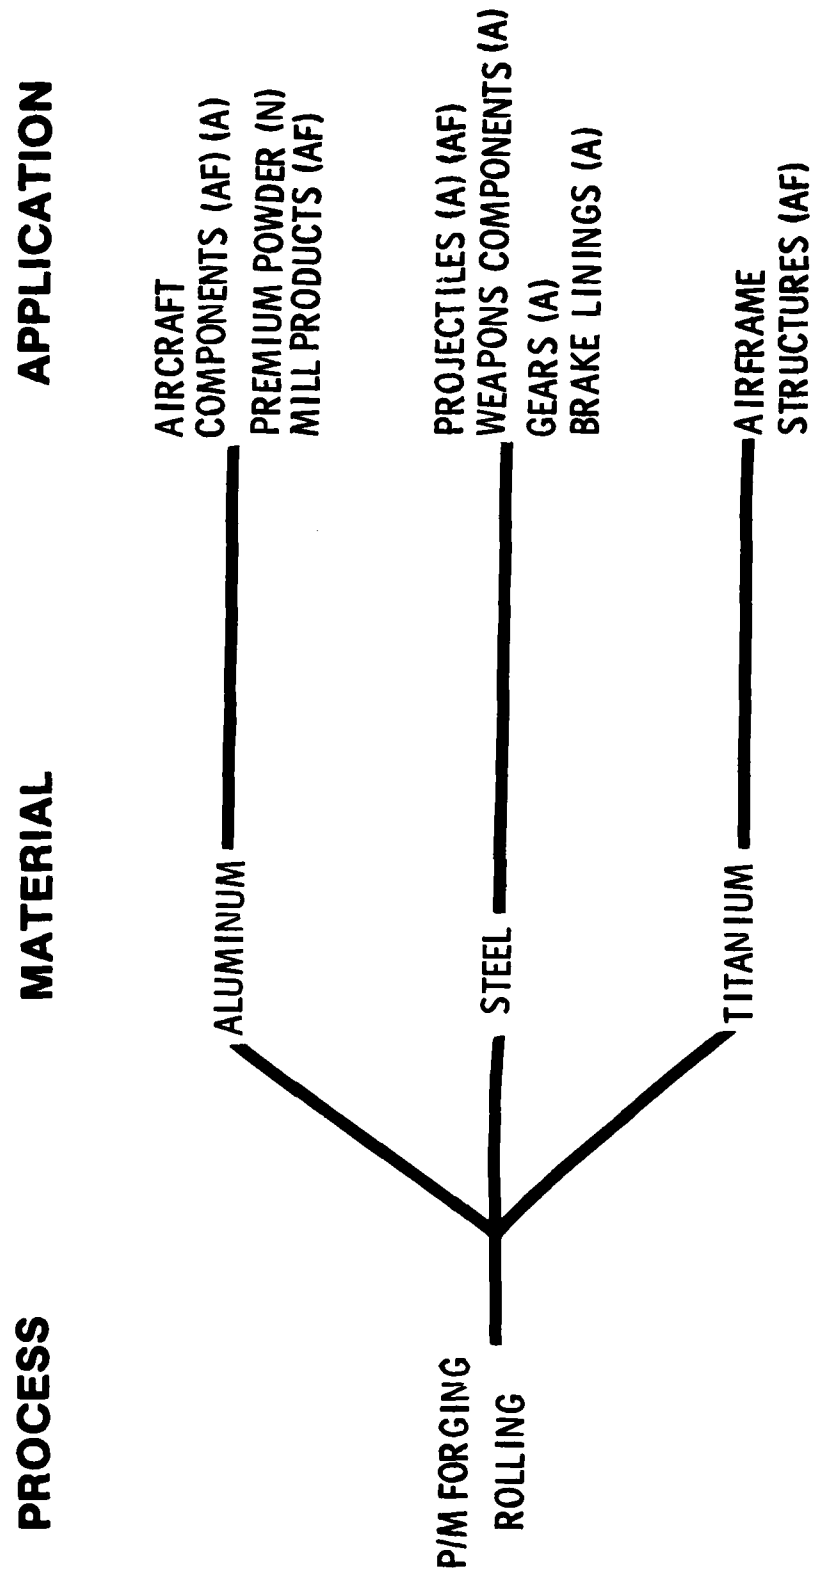 PROCESS
MATERIAL
APPLICATION
P/M FORGING
ROLLING
ALUMINUM
AIRCRAFT
COMPONENTS (AF) (A)
PREMIUM POWDER (N)
MILL PRODUCTS (AF)
STEEL
PROJECTILES (A) (AF)
WEAPONS COMPONENTS (A)
GEARS (A)
BRAKE LININGS (A)
TITANIUM
AIRFRAME
STRUCTURES (AF)